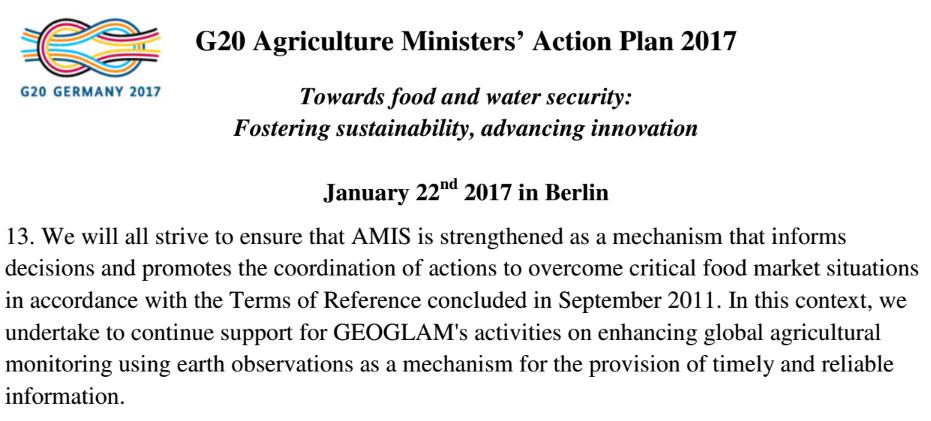 G20 GERMANY 2017
G20 Agriculture Ministers’ Action Plan 2017
Towards food and water security:
Fostering sustainability, advancing innovation
January 22nd 2017 in Berlin
13. We will all strive to ensure that AMIS is strengthened as a mechanism that informs
decisions and promotes the coordination of actions to overcome critical food market situations
in accordance with the Terms of Reference concluded in September 2011. In this context, we
undertake to continue support for GEOGLAM's activities on enhancing global agricultural
monitoring using earth observations as a mechanism for the provision of timely and reliable
information.